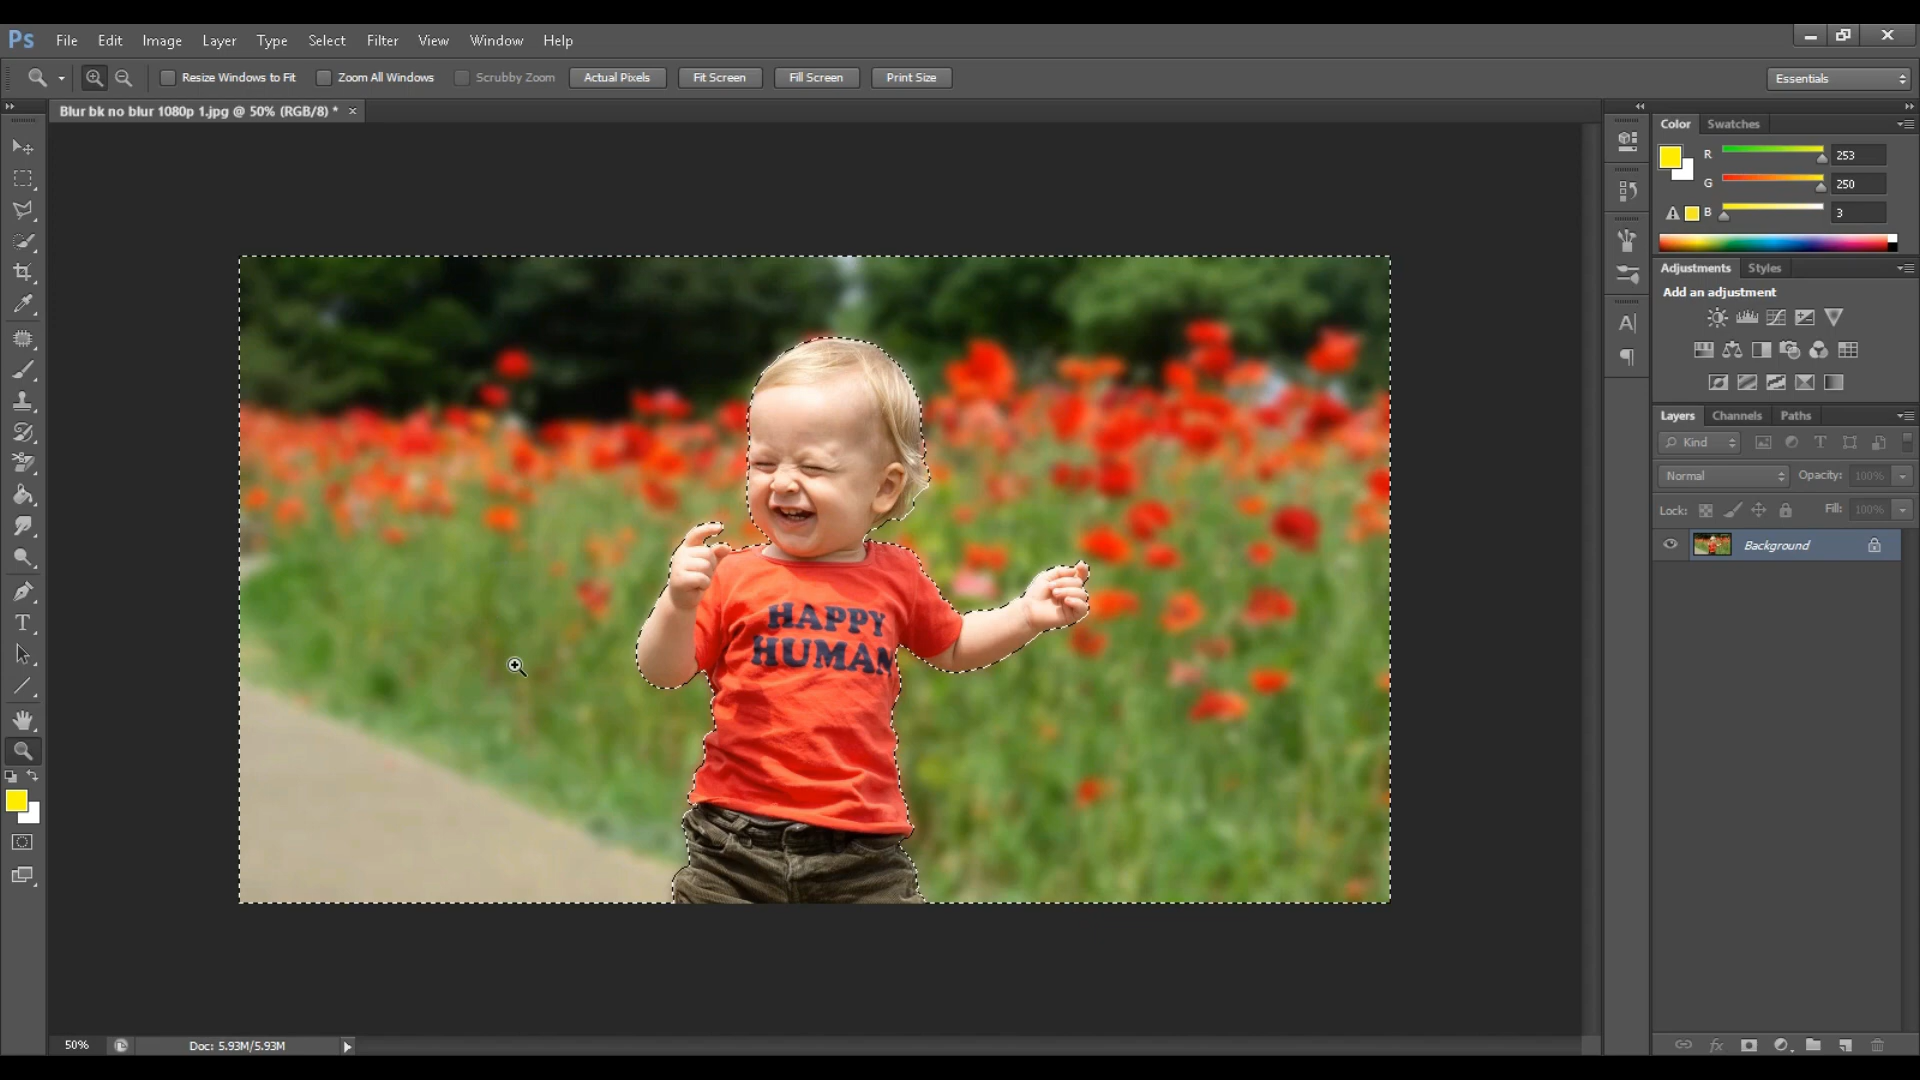 Ps File Edit Image Layer Type Select Filter View Window Help
Resize Windows to Fit Zoom All Windows Scrubby Zoom Actual Pixels Fit Screen Fill Screen Print Size Essentials
Blur bk no blur 1080p 1.jpg @ 50% (RGB/8) * ×
Color Swatches
R 253
G 250
B 3
Adjustments Styles
Add an adjustment
Layers Channels Paths
Kind
Normal Opacity: 100%
Lock: Fill: 100%
Background
HAPPY
HUMAN
50% Doc: 5.93M/5.93M